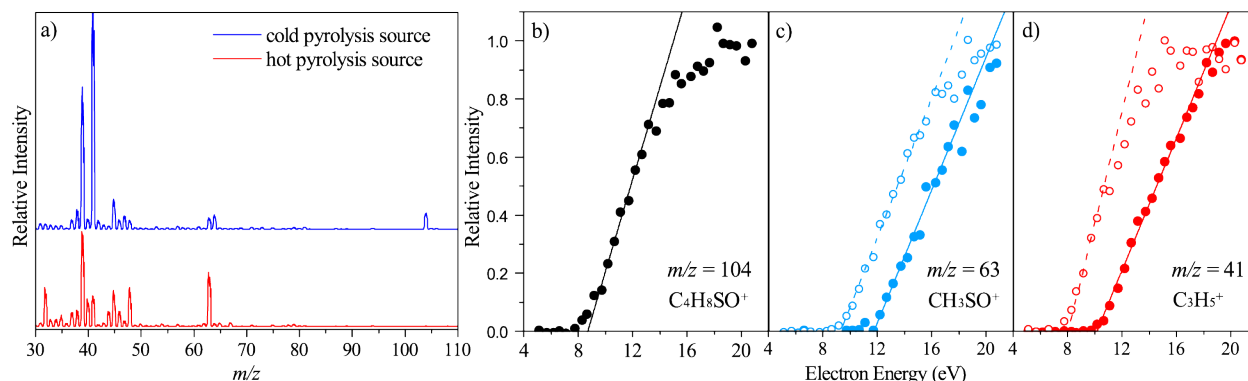 a)
cold pyrolysis source
hot pyrolysis source
Relative Intensity
Relative Intensity
30 40 50 60 70 80 90 100 110
m/z
b)
Relative Intensity
1.0
0.8
0.6
0.4
0.2
0.0
m/z = 104
C₄H₈SO⁺
4 8 12 16 20
c)
m/z = 63
CH₃SO⁺
4 8 12 16 20
Electron Energy (eV)
d)
m/z = 41
C₃H₅⁺
4 8 12 16 20